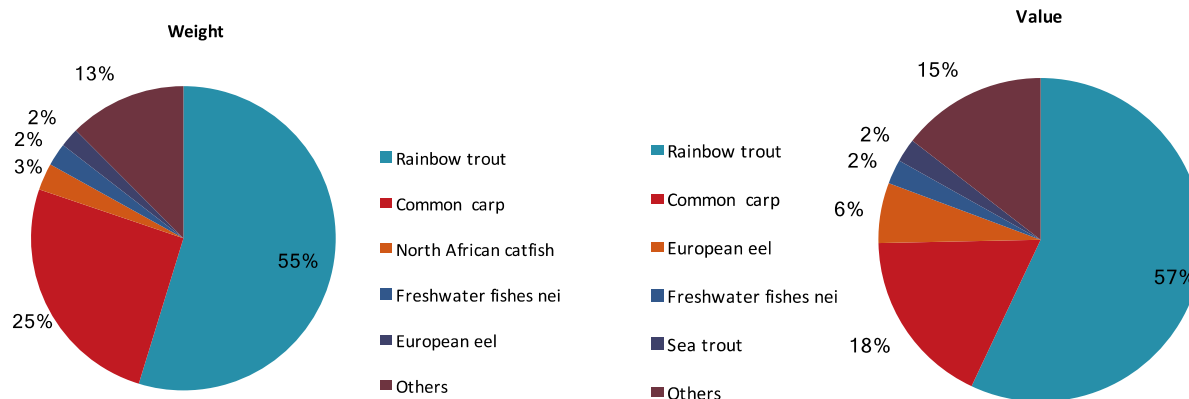 Weight
13%
2%
2%
3%
55%
25%
Rainbow trout
Common carp
North African catfish
Freshwater fishes nei
European eel
Others
Value
15%
2%
2%
6%
57%
18%
Rainbow trout
Common carp
European eel
Freshwater fishes nei
Sea trout
Others